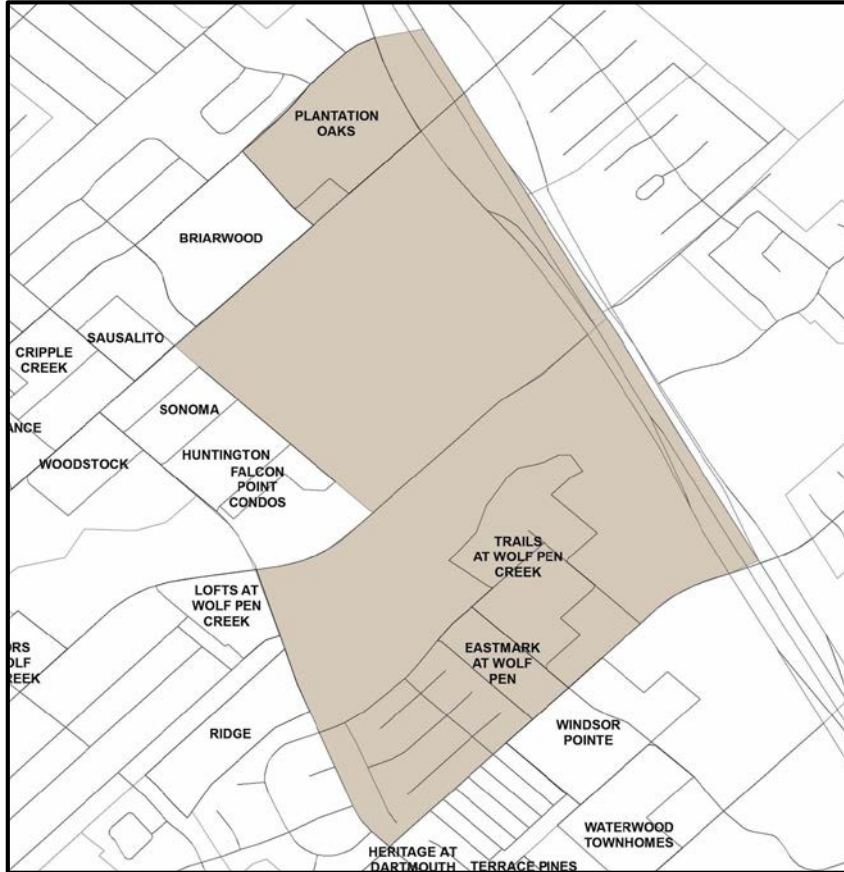 PLANTATION
OAKS
BRIARWOOD
SAUSALITO
CRIPPLE
CREEK
SONOMA
ANCE
HUNTINGTON
WOODSTOCK
FALCON
POINT
CONDOS
TRAILS
AT WOLF PEN
CREEK
LOFTS AT
WOLF PEN
CREEK
ORS
OLF
REEK
EASTMARK
AT WOLF
PEN
RIDGE
WINDSOR
POINTE
WATERWOOD
TOWNHOMES
HERITAGE AT
DARTMOUTH
TERRACE PINES